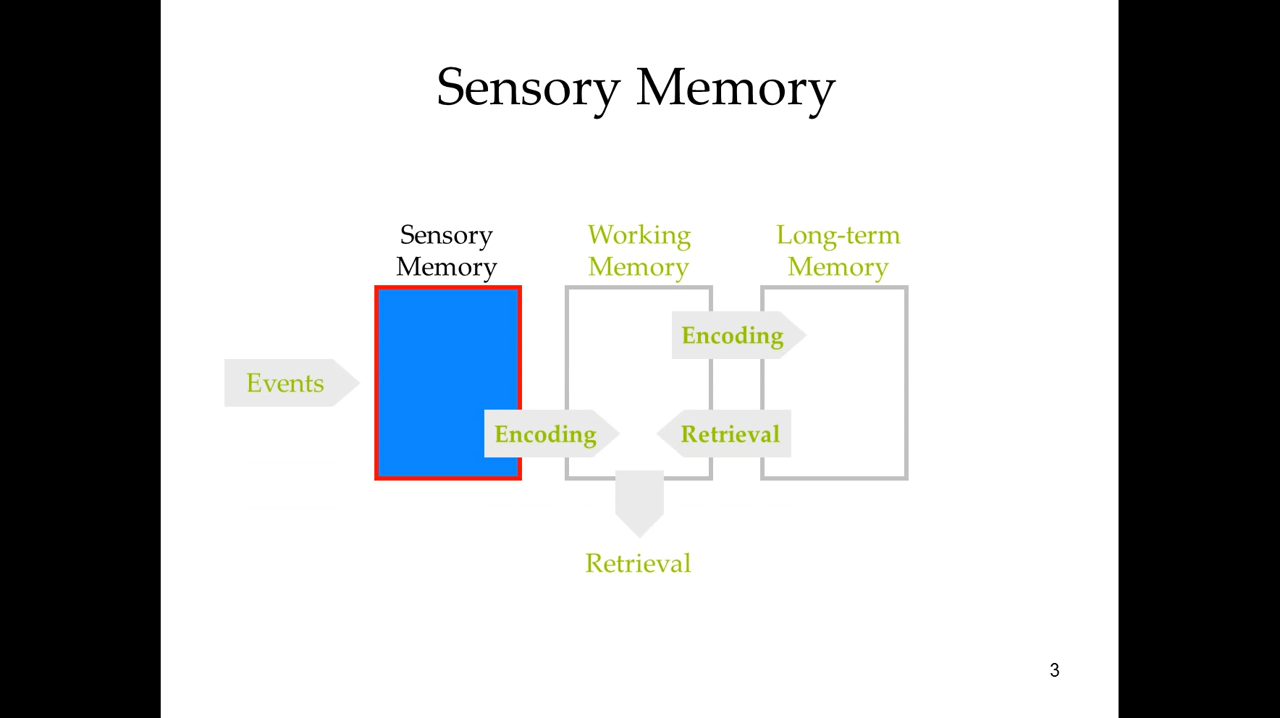 Sensory Memory
Sensory
Memory
Working
Memory
Long-term
Memory
Encoding
Events
Encoding
Retrieval
Retrieval
3